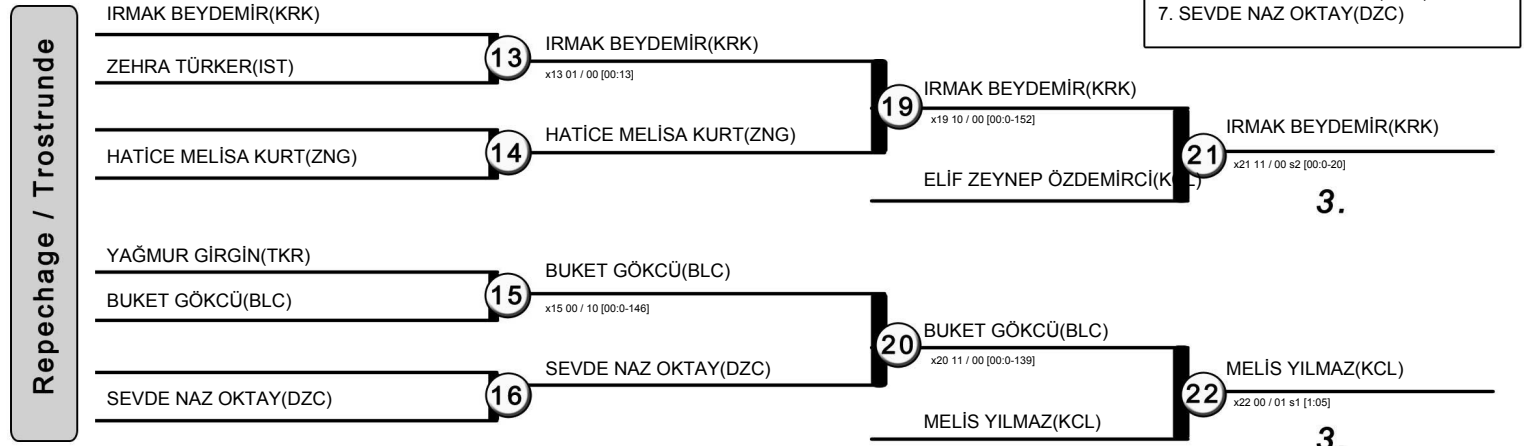 7. SEVDE NAZ OKTAY(DZC)
Repechage / Trostrunde
IRMAK BEYDEMİR(KRK)
ZEHRA TÜRKER(IST)
13
IRMAK BEYDEMİR(KRK)
x13 01 / 00 [00:13]
HATİCE MELİSA KURT(ZNG)
14
HATİCE MELİSA KURT(ZNG)
19
IRMAK BEYDEMİR(KRK)
x19 10 / 00 [00:0-152]
ELİF ZEYNEP ÖZDEMİRCİ(KCL)
21
IRMAK BEYDEMİR(KRK)
x21 11 / 00 s2 [00:0-20]
3.
YAĞMUR GİRGİN(TKR)
BUKET GÖKCÜ(BLC)
15
BUKET GÖKCÜ(BLC)
x15 00 / 10 [00:0-146]
SEVDE NAZ OKTAY(DZC)
16
SEVDE NAZ OKTAY(DZC)
20
BUKET GÖKCÜ(BLC)
x20 11 / 00 [00:0-139]
MELİS YILMAZ(KCL)
22
MELİS YILMAZ(KCL)
x22 00 / 01 s1 [1:05]
3